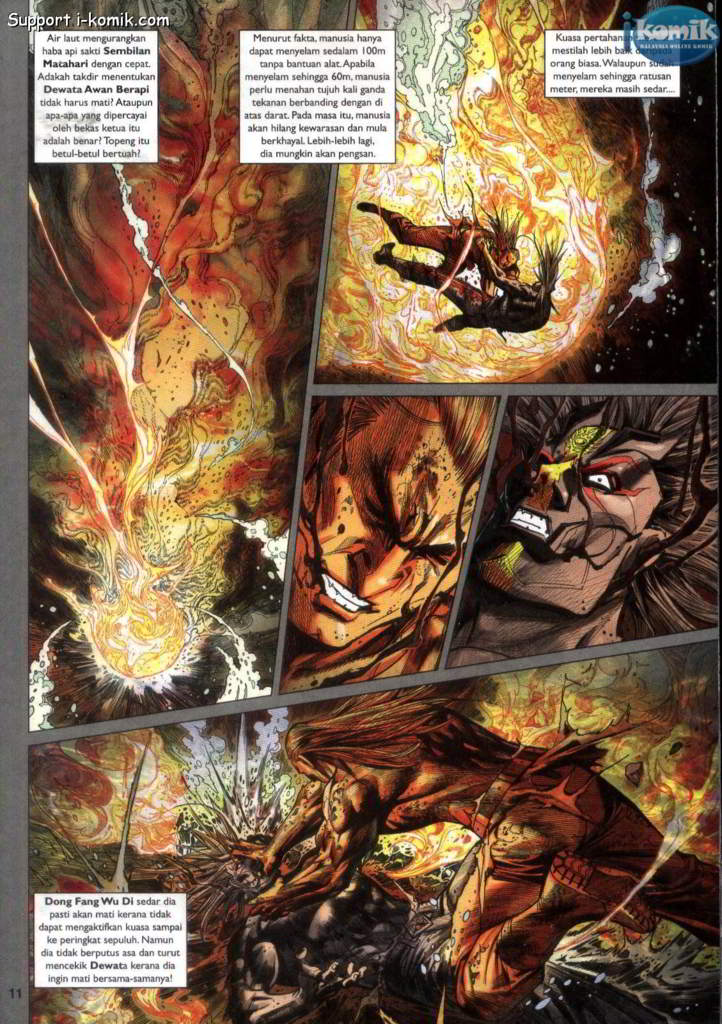 Support i-komik.com
Air laut mengurangkan
haba api sakti Sembilan
Matahari dengan cepat.
Adakah takdir menentukan
Dewata Awan Berapi
tidak harus mati? Ataupun
apa-apa yang dipercayai
oleh bekas ketua itu
adalah benar? Topeng itu
betul-betul bertuah?
Menurut fakta, manusia hanya
dapat menyelam sedalam 100m
tanpa bantuan alat. Apabila
menyelam sehingga 60m, manusia
perlu menahan tujuh kali ganda
tekanan berbanding dengan di
atas darat. Pada masa itu, manusia
akan hilang kewarasan dan mula
berkhayal. Lebih-lebih lagi,
dia mungkin akan pengsan.
Kuasa pertahanan
mestilah lebih baik
orang biasa. Walaupun sudah
menyelam sehingga ratusan
meter, mereka masih sedar....
ikomik
MALAYSIA ONLINE KOMIK
Dong Fang Wu Di sedar dia
pasti akan mati kerana tidak
dapat mengaktifkan kuasa sampai
ke peringkat sepuluh. Namun
dia tidak berputus asa dan turut
mencekik Dewata kerana dia
ingin mati bersama-samanya!
11